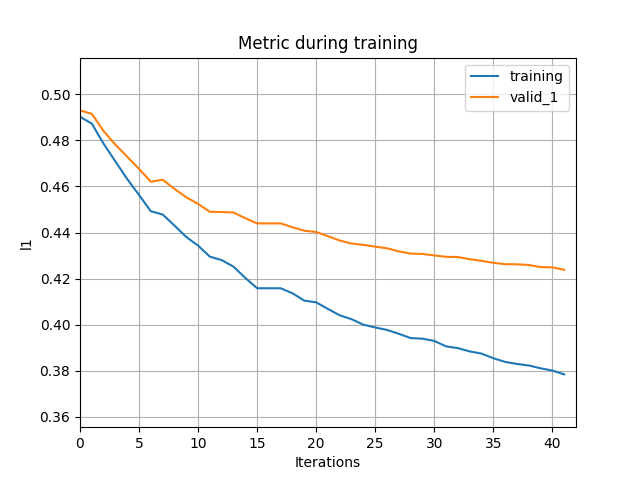 Metric during training
training
valid_1
0.50
0.48
0.46
0.44
0.42
0.40
0.38
0.36
l1
0 5 10 15 20 25 30 35 40
Iterations